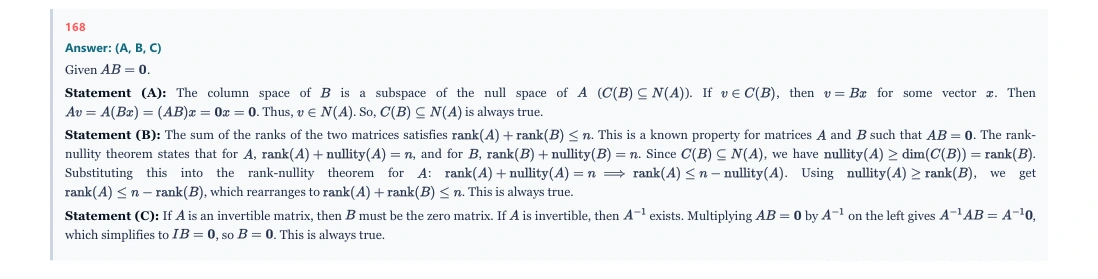 168
Answer: (A, B, C)
Given AB = 0.
Statement (A): The column space of B is a subspace of the null space of A (C(B) ⊆ N(A)). If v ∈ C(B), then v = Bx for some vector x. Then
Av = A(Bx) = (AB)x = 0x = 0. Thus, v ∈ N(A). So, C(B) ⊆ N(A) is always true.
Statement (B): The sum of the ranks of the two matrices satisfies rank(A) + rank(B) ≤ n. This is a known property for matrices A and B such that AB = 0. The rank-
nullity theorem states that for A, rank(A) + nullity(A) = n, and for B, rank(B) + nullity(B) = n. Since C(B) ⊆ N(A), we have nullity(A) ≥ dim(C(B)) = rank(B).
Substituting this into the rank-nullity theorem for A: rank(A) + nullity(A) = n ⟹ rank(A) ≤ n − nullity(A). Using nullity(A) ≥ rank(B), we get
rank(A) ≤ n − rank(B), which rearranges to rank(A) + rank(B) ≤ n. This is always true.
Statement (C): If A is an invertible matrix, then B must be the zero matrix. If A is invertible, then A⁻¹ exists. Multiplying AB = 0 by A⁻¹ on the left gives A⁻¹AB = A⁻¹0,
which simplifies to IB = 0, so B = 0. This is always true.